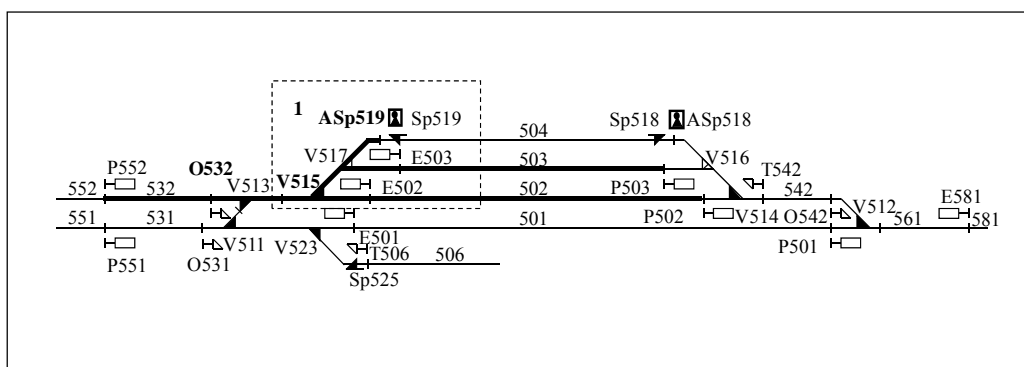 1 ASp519 Sp519 504 Sp518 ASp518
V517 E503 503 V516
P552 O532 T542
552 532 V513 V515 E502 502 P503 542 E581
551 531 501 P502 V514 O542 V512 561 581
P551 O531 V511 V523 E501 P501
T506 506
Sp525